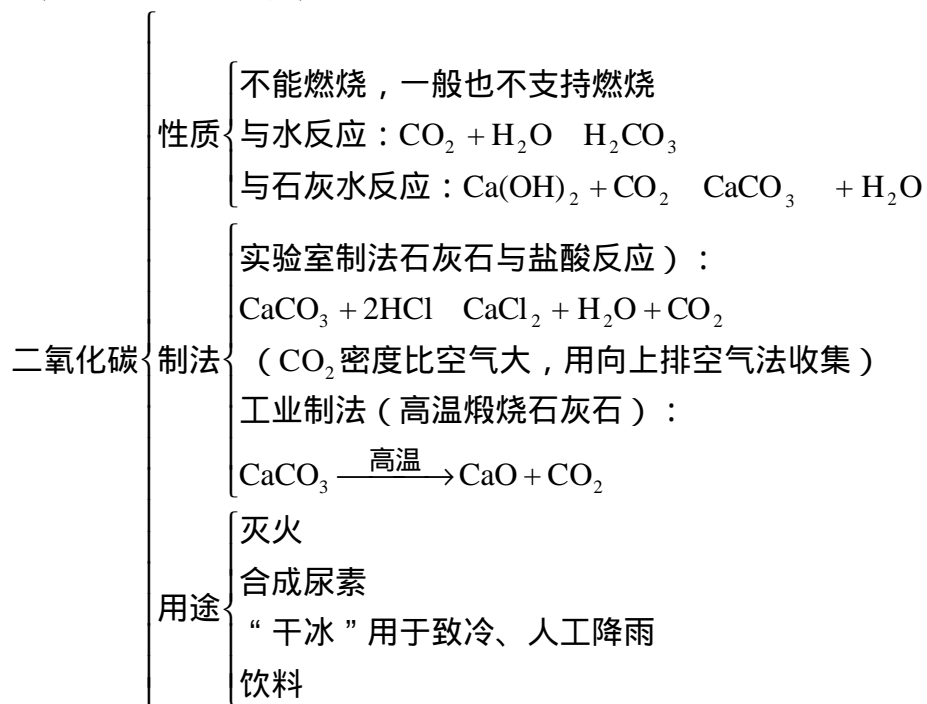 不能燃烧，一般也不支持燃烧
性质
与水反应：CO₂ + H₂O H₂CO₃
与石灰水反应：Ca(OH)₂ + CO₂ CaCO₃ + H₂O
实验室制法石灰石与盐酸反应）：
CaCO₃ + 2HCl CaCl₂ + H₂O + CO₂
二氧化碳
制法
（CO₂密度比空气大，用向上排空气法收集）
工业制法（高温煅烧石灰石）：
高温
CaCO₃ ⟶ CaO + CO₂
灭火
合成尿素
用途
“干冰”用于致冷、人工降雨
饮料